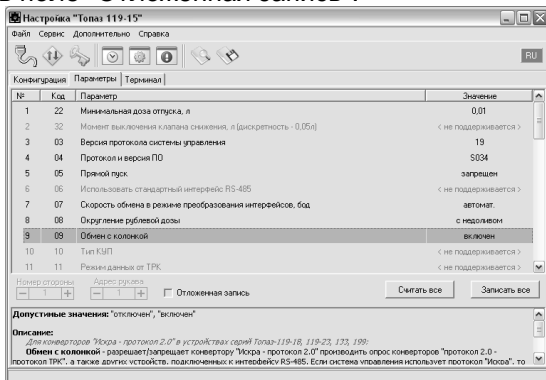 Настройка "Топаз 119-15"
Файл Сервис Дополнительно Справка
RU
Конфигурация Параметры Терминал
№ Код Параметр Значение
1 22 Минимальная доза отпуска, л 0,01
2 32 Момент выключения клапана снижения, л (дискретность - 0,05л) < не поддерживается >
3 03 Версия протокола системы управления 19
4 04 Протокол и версия ПО S034
5 05 Прямой пуск запрещен
6 06 Использовать стандартный интерфейс RS-485 < не поддерживается >
7 07 Скорость обмена в режиме преобразования интерфейсов, бод автомат.
8 08 Округление рублевой дозы с недоливом
9 09 Обмен с колонкой включен
10 10 Тип КУП < не поддерживается >
11 11 Режим данных от ТРК < не поддерживается >
Номер стороны Адрес рукава
1 1 Отложенная запись Считать все Записать все
Допустимые значения: "отключен", "включен"
Описание:
Для конверторов "Искра - протокол 2.0" в устройствах серий Топаз-119-18, 119-23, 133, 199:
Обмен с колонкой - разрешает/запрещает конвертору "Искра - протокол 2.0" производить опрос конверторов "протокол 2.0 -
протокол ТРК", а также других устройств, подключенных к интерфейсу RS-485. Если система управления использует протокол "Искра", то